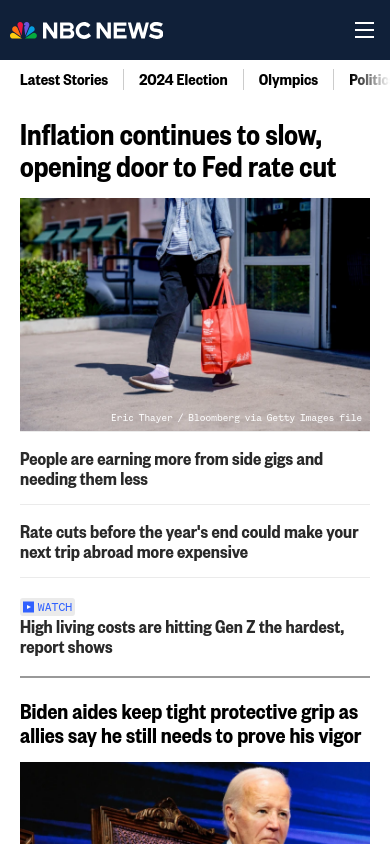 NBC NEWS
Latest Stories
2024 Election
Olympics
Inflation continues to slow,
opening door to Fed rate cut
Eric Thayer / Bloomberg via Getty Images file
People are earning more from side gigs and
needing them less
Rate cuts before the year's end could make your
next trip abroad more expensive
WATCH
High living costs are hitting Gen Z the hardest,
report shows
Biden aides keep tight protective grip as
allies say he still needs to prove his vigor